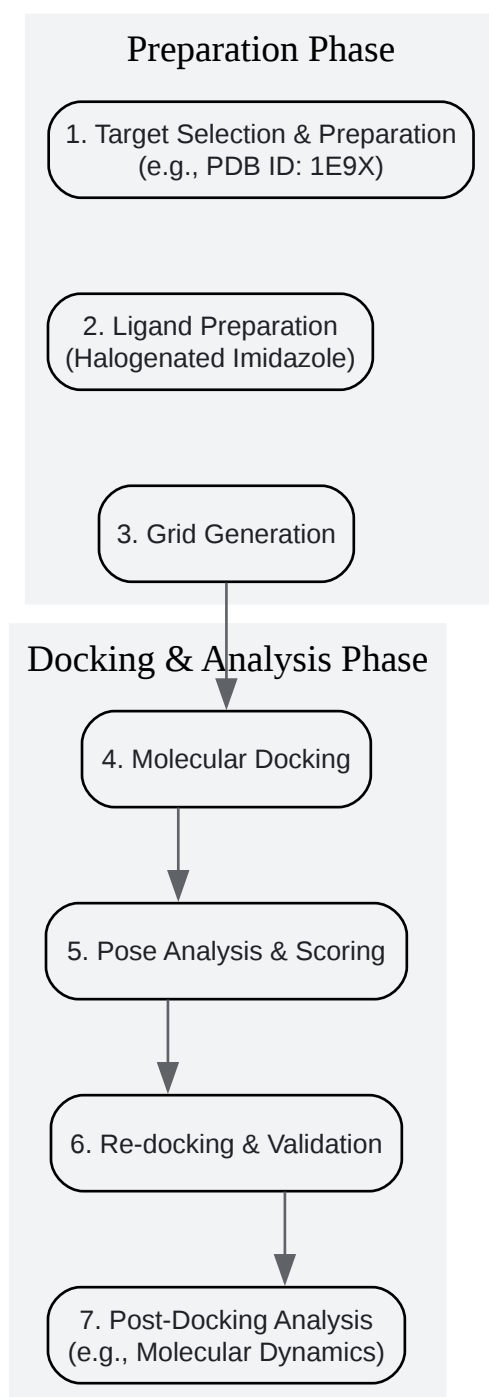 Preparation Phase
1. Target Selection & Preparation
(e.g., PDB ID: 1E9X)
2. Ligand Preparation
(Halogenated Imidazole)
3. Grid Generation
Docking & Analysis Phase
4. Molecular Docking
5. Pose Analysis & Scoring
6. Re-docking & Validation
7. Post-Docking Analysis
(e.g., Molecular Dynamics)